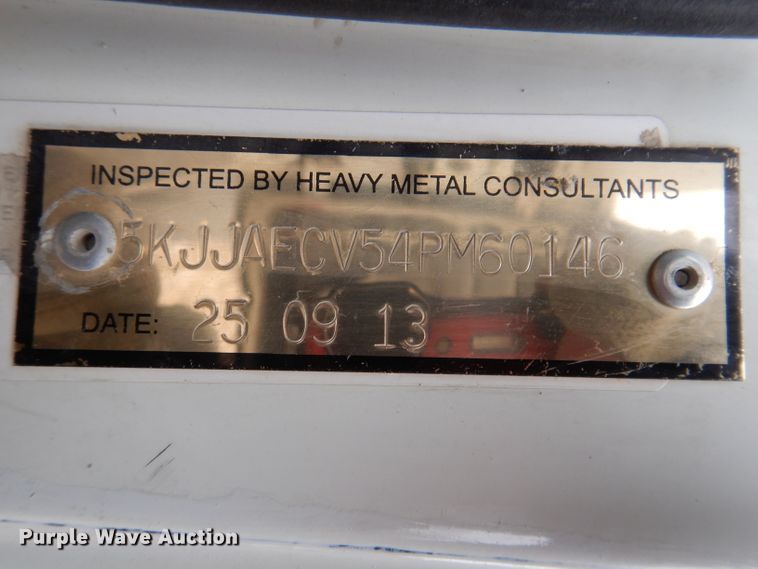 INSPECTED BY HEAVY METAL CONSULTANTS
5KJJAECV54PM60146
DATE: 25 09 13
Purple Wave Auction